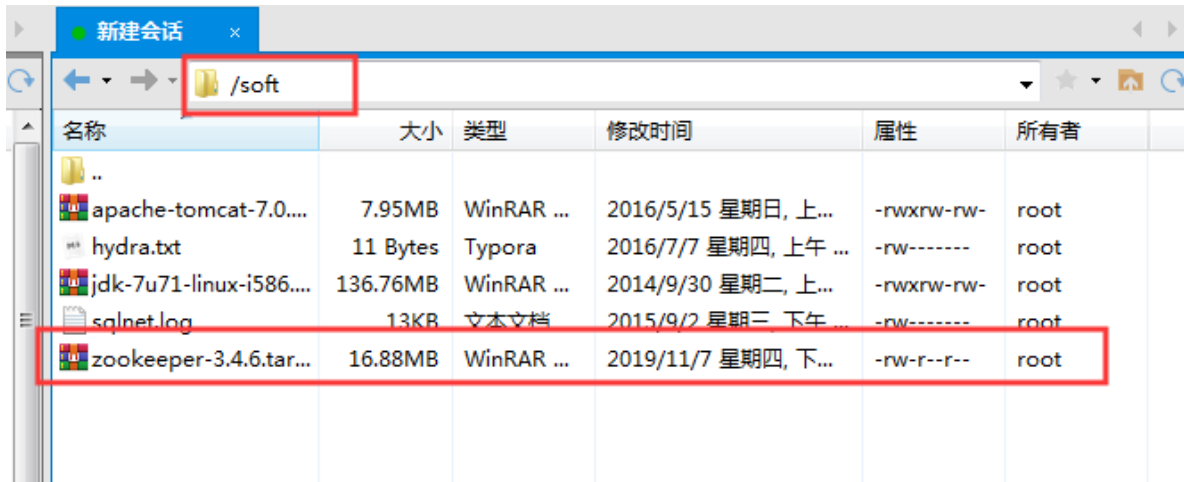 新建会话 ×
/soft
名称 大小 类型 修改时间 属性 所有者
..
apache-tomcat-7.0.... 7.95MB WinRAR ... 2016/5/15 星期日, 上... -rwxrw-rw- root
hydra.txt 11 Bytes Typora 2016/7/7 星期四, 上午 ... -rw------- root
jdk-7u71-linux-i586.... 136.76MB WinRAR ... 2014/9/30 星期二, 上... -rwxrw-rw- root
sqlnet.log 13KB 文本文档 2015/9/2 星期三, 下午 ... -rw------- root
zookeeper-3.4.6.tar... 16.88MB WinRAR ... 2019/11/7 星期四, 下... -rw-r--r-- root